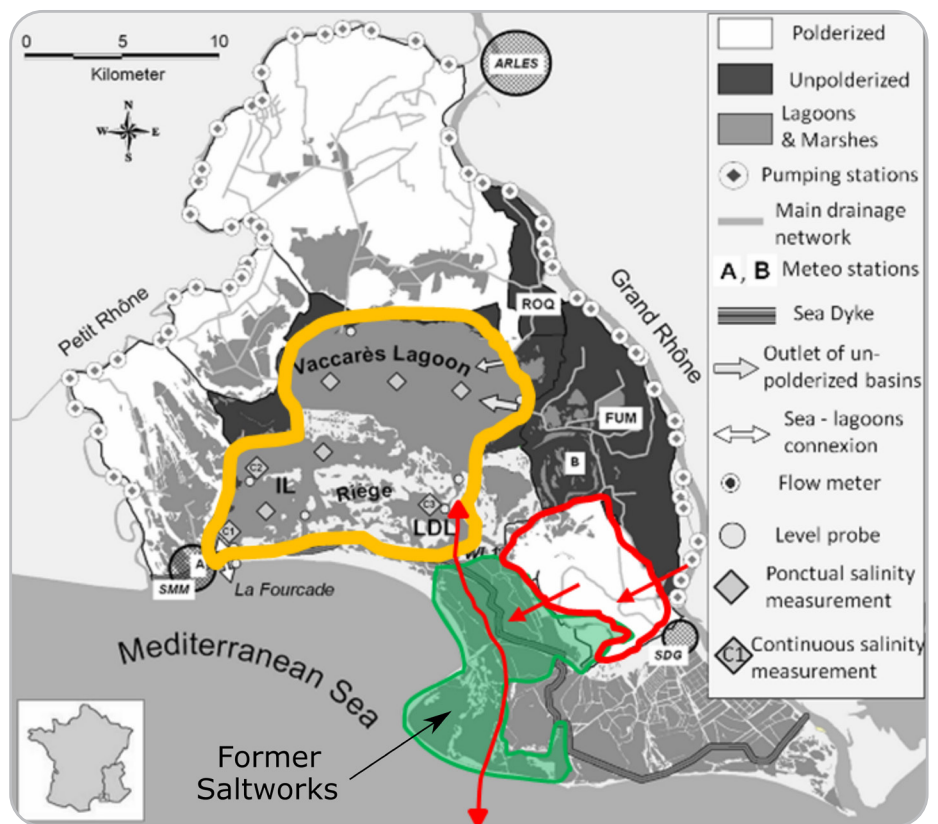 0 5 10
Kilometer
N
W E
S
ARLES
Petit Rhône
Grand Rhône
ROQ
Vaccarès Lagoon
FUM
B
C2
IL
Riège
C3
LDL
C1
A
SMM
La Fourcade
SDG
Mediterranean Sea
Former
Saltworks
Polderized
Unpolderized
Lagoons
& Marshes
Pumping stations
Main drainage
network
A, B Meteo stations
Sea Dyke
Outlet of un-
polderized basins
Sea - lagoons
connexion
Flow meter
Level probe
Ponctual salinity
measurement
C1 Continuous salinity
measurement